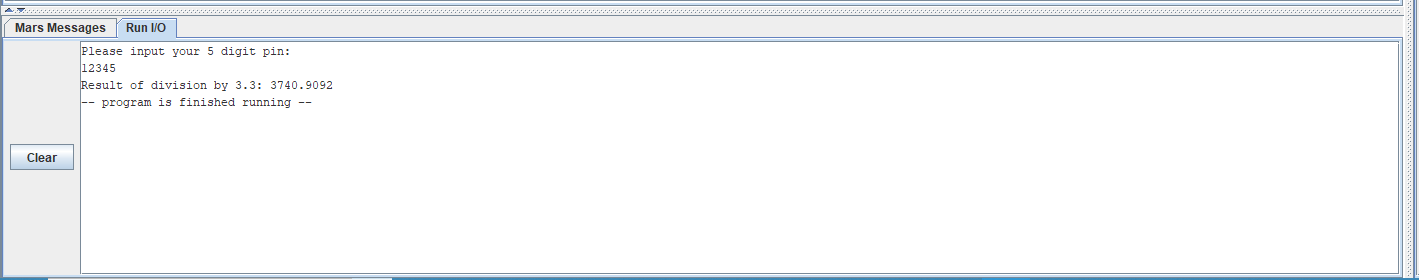 Mars Messages Run I/O
Please input your 5 digit pin:
12345
Result of division by 3.3: 3740.9092
-- program is finished running --
Clear